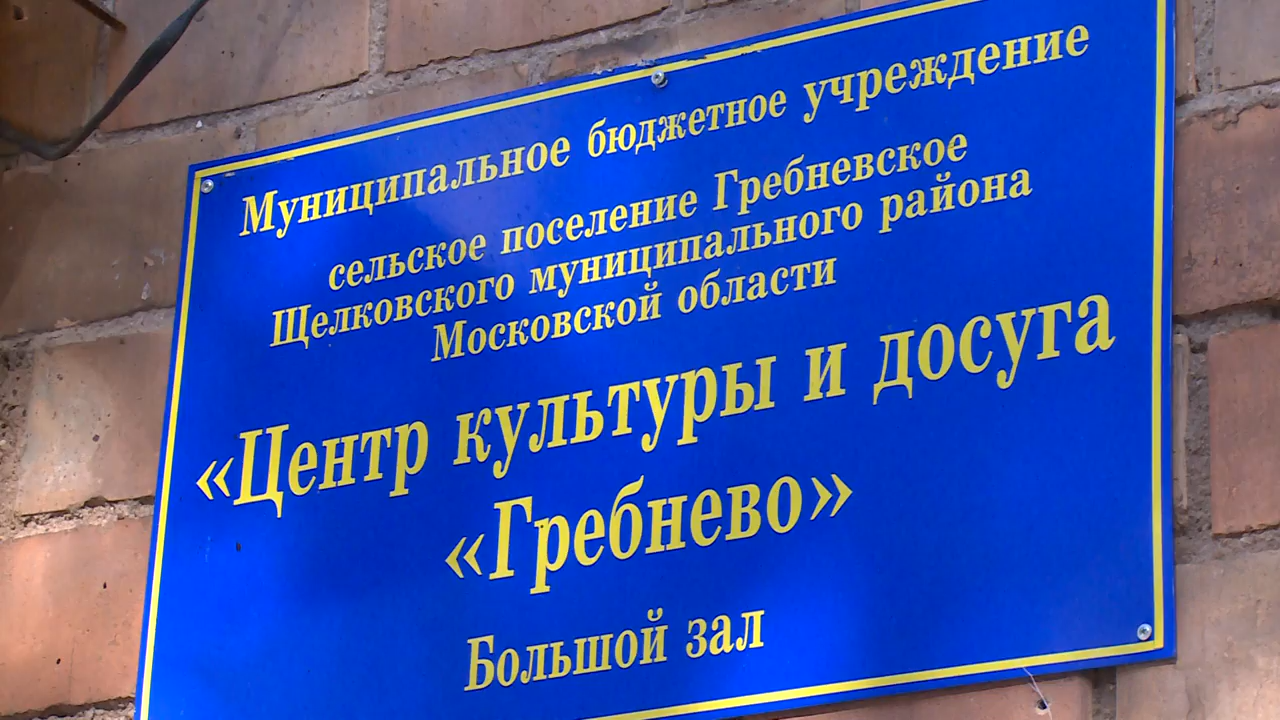 Муниципальное бюджетное учреждение
сельское поселение Гребневское
Щелковского муниципального района
Московской области
«Центр культуры и досуга
«Гребнево»
Большой зал